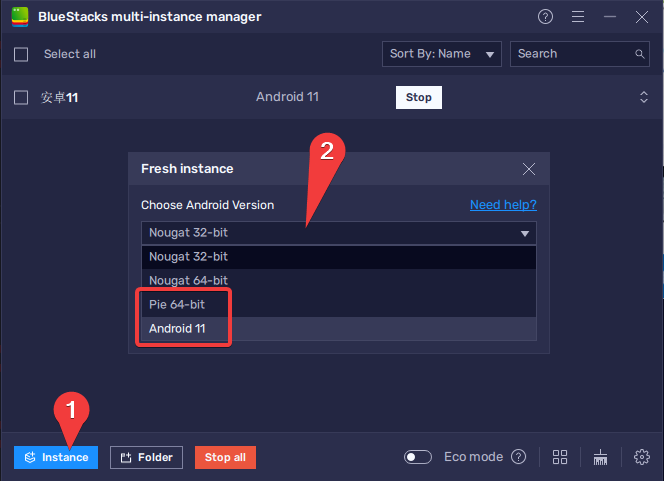 BlueStacks multi-instance manager
Select all
Sort By: Name
Search
安卓11
Android 11
Stop
2
Fresh instance
Choose Android Version
Need help?
Nougat 32-bit
Nougat 32-bit
Nougat 64-bit
Pie 64-bit
Android 11
1
Instance
Folder
Stop all
Eco mode